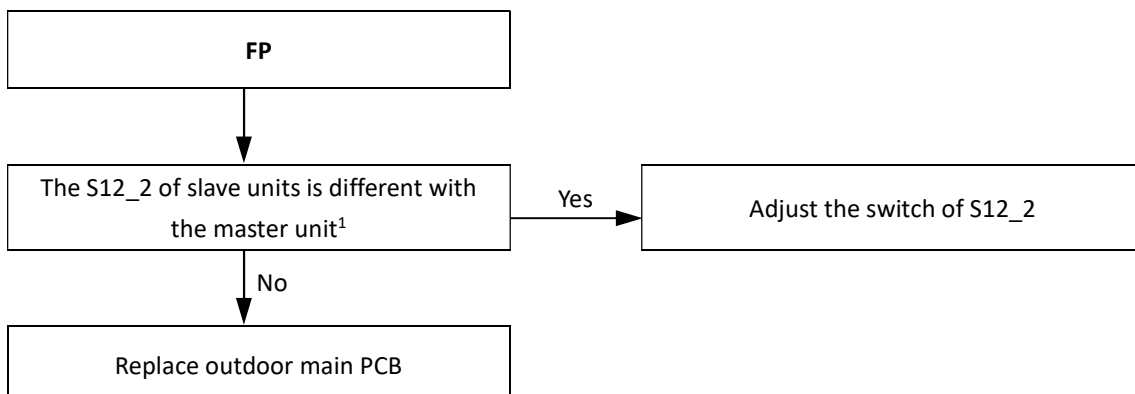 FP
The S12_2 of slave units is different with
the master unit¹
Yes
Adjust the switch of S12_2
No
Replace outdoor main PCB